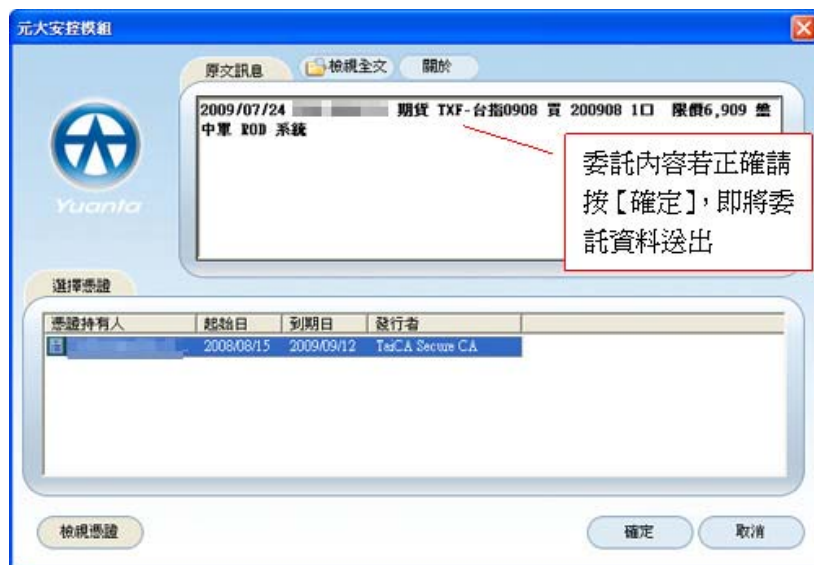 元大安控模組
原文訊息
檢視全文
關於
2009/07/24 期貨 TXF-台指0908 買 200908 1口 限價6,909 盤
中單 ROD 系統
委託內容若正確請
按【確定】，即將委
託資料送出
Yuanta
選擇憑證
憑證持有人 起始日 到期日 發行者
2008/08/15 2009/09/12 TaiCA Secure CA
檢視憑證
確定
取消